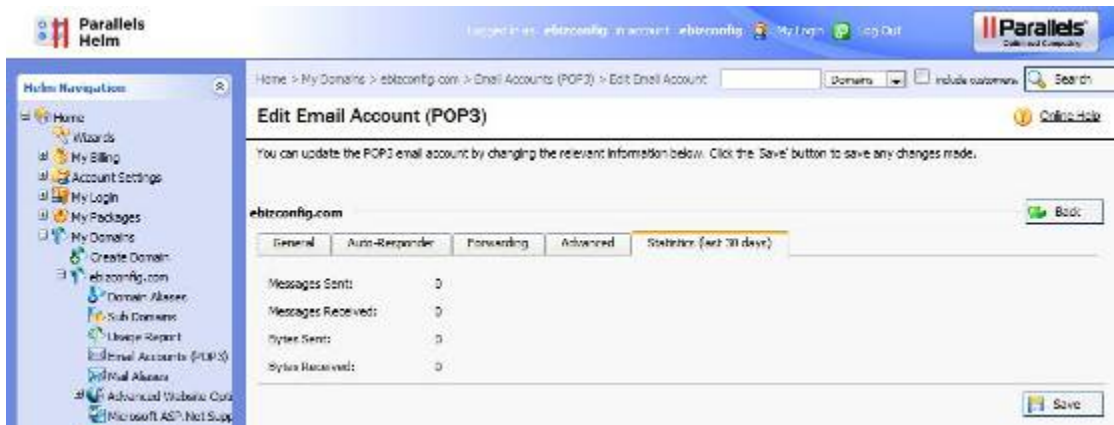 Parallels
Helm
Logged in as: ebizconfig in account: ebizconfig My Login Log Out
Parallels
Optimized Computing
Helm Navigation
Home
Wizards
My Billing
Account Settings
My Login
My Packages
My Domains
Create Domain
ebizconfig.com
Domain Aliases
Sub Domains
Usage Report
Email Accounts (POP3)
Mail Aliases
Advanced Website Opti
Microsoft ASP.Net Supp
Home > My Domains > ebizconfig.com > Email Accounts (POP3) > Edit Email Account Domains include customers Search
Edit Email Account (POP3) Online Help
You can update the POP3 email account by changing the relevant information below. Click the 'Save' button to save any changes made.
ebizconfig.com Back
General Auto-Responder Forwarding Advanced Statistics (last 30 days)
Messages Sent: 0
Messages Received: 0
Bytes Sent: 0
Bytes Received: 0
Save